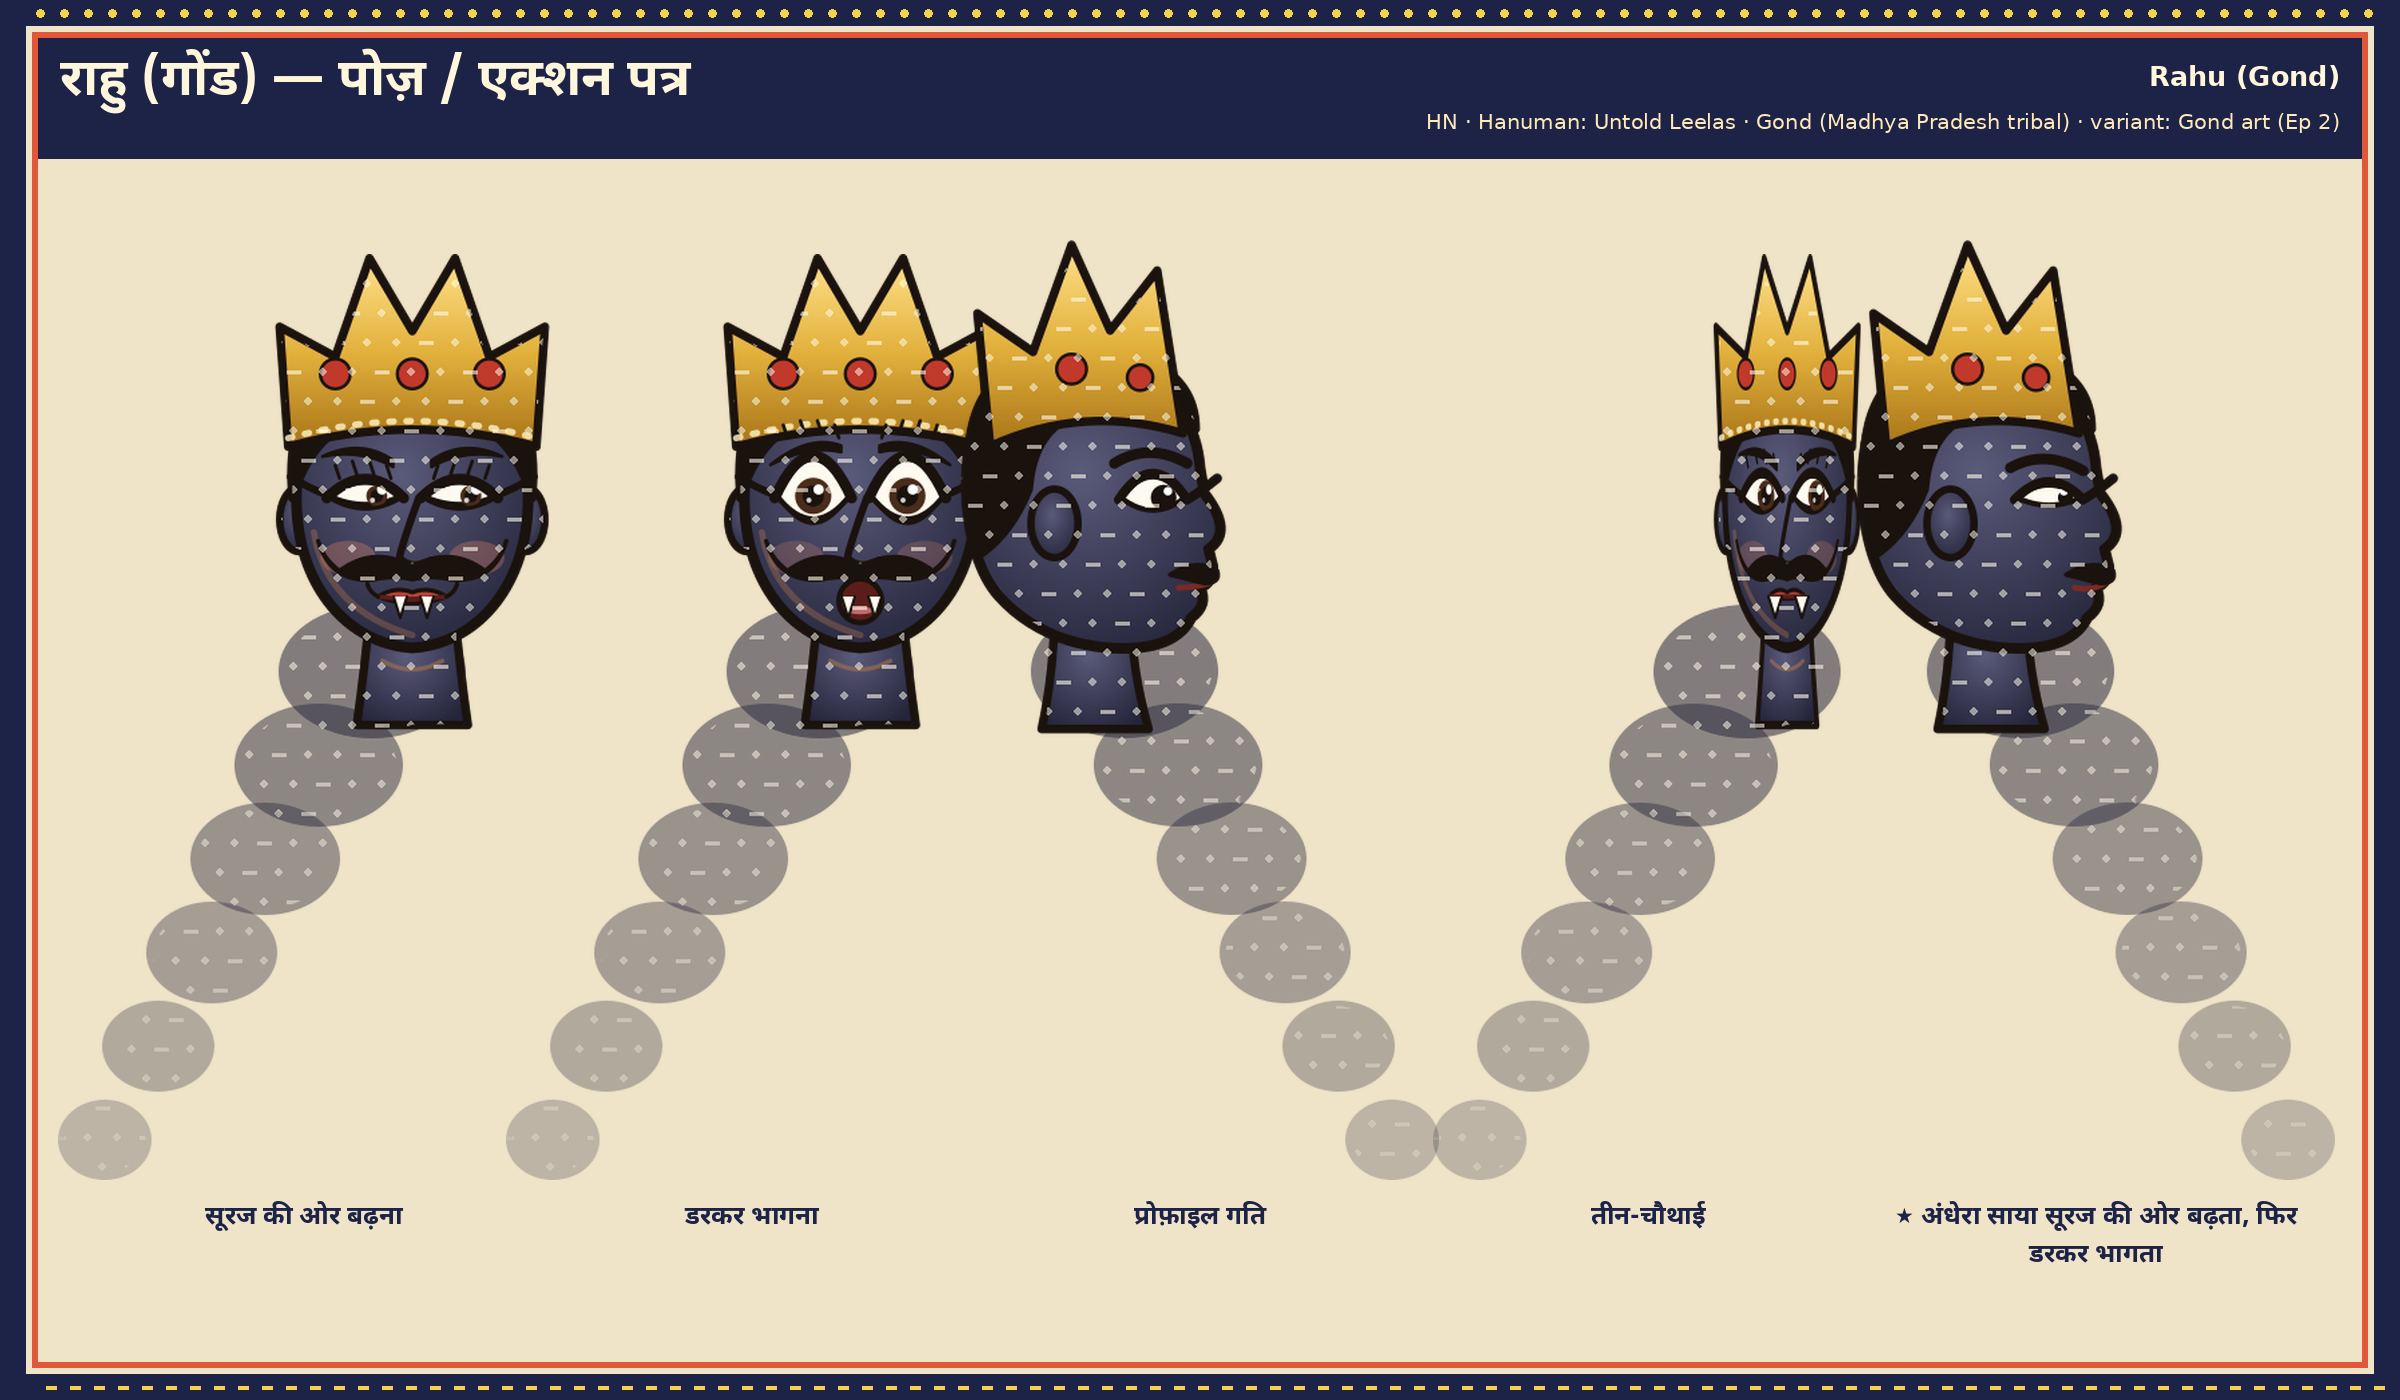 राहु (गोंड) — पोज़ / एक्शन पत्र
Rahu (Gond)
HN · Hanuman: Untold Leelas · Gond (Madhya Pradesh tribal) · variant: Gond art (Ep 2)
सूरज की ओर बढ़ना
डरकर भागना
प्रोफ़ाइल गति
तीन-चौथाई
★ अंधेरा साया सूरज की ओर बढ़ता, फिर
डरकर भागता